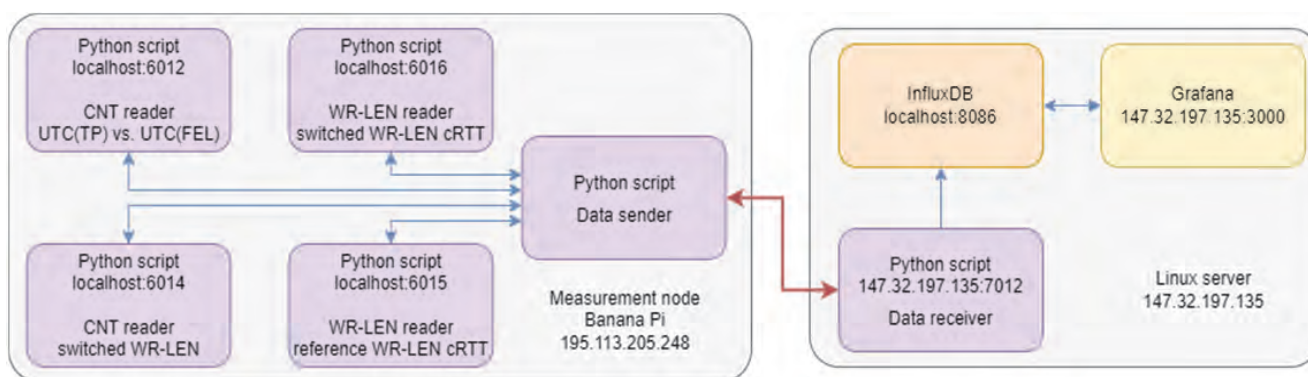 Python script
localhost:6012
CNT reader
UTC(TP) vs. UTC(FEL)
Python script
localhost:6016
WR-LEN reader
switched WR-LEN cRTT
Python script
Data sender
Python script
localhost:6014
CNT reader
switched WR-LEN
Python script
localhost:6015
WR-LEN reader
reference WR-LEN cRTT
Measurement node
Banana Pi
195.113.205.248
InfluxDB
localhost:8086
Grafana
147.32.197.135:3000
Python script
147.32.197.135:7012
Data receiver
Linux server
147.32.197.135